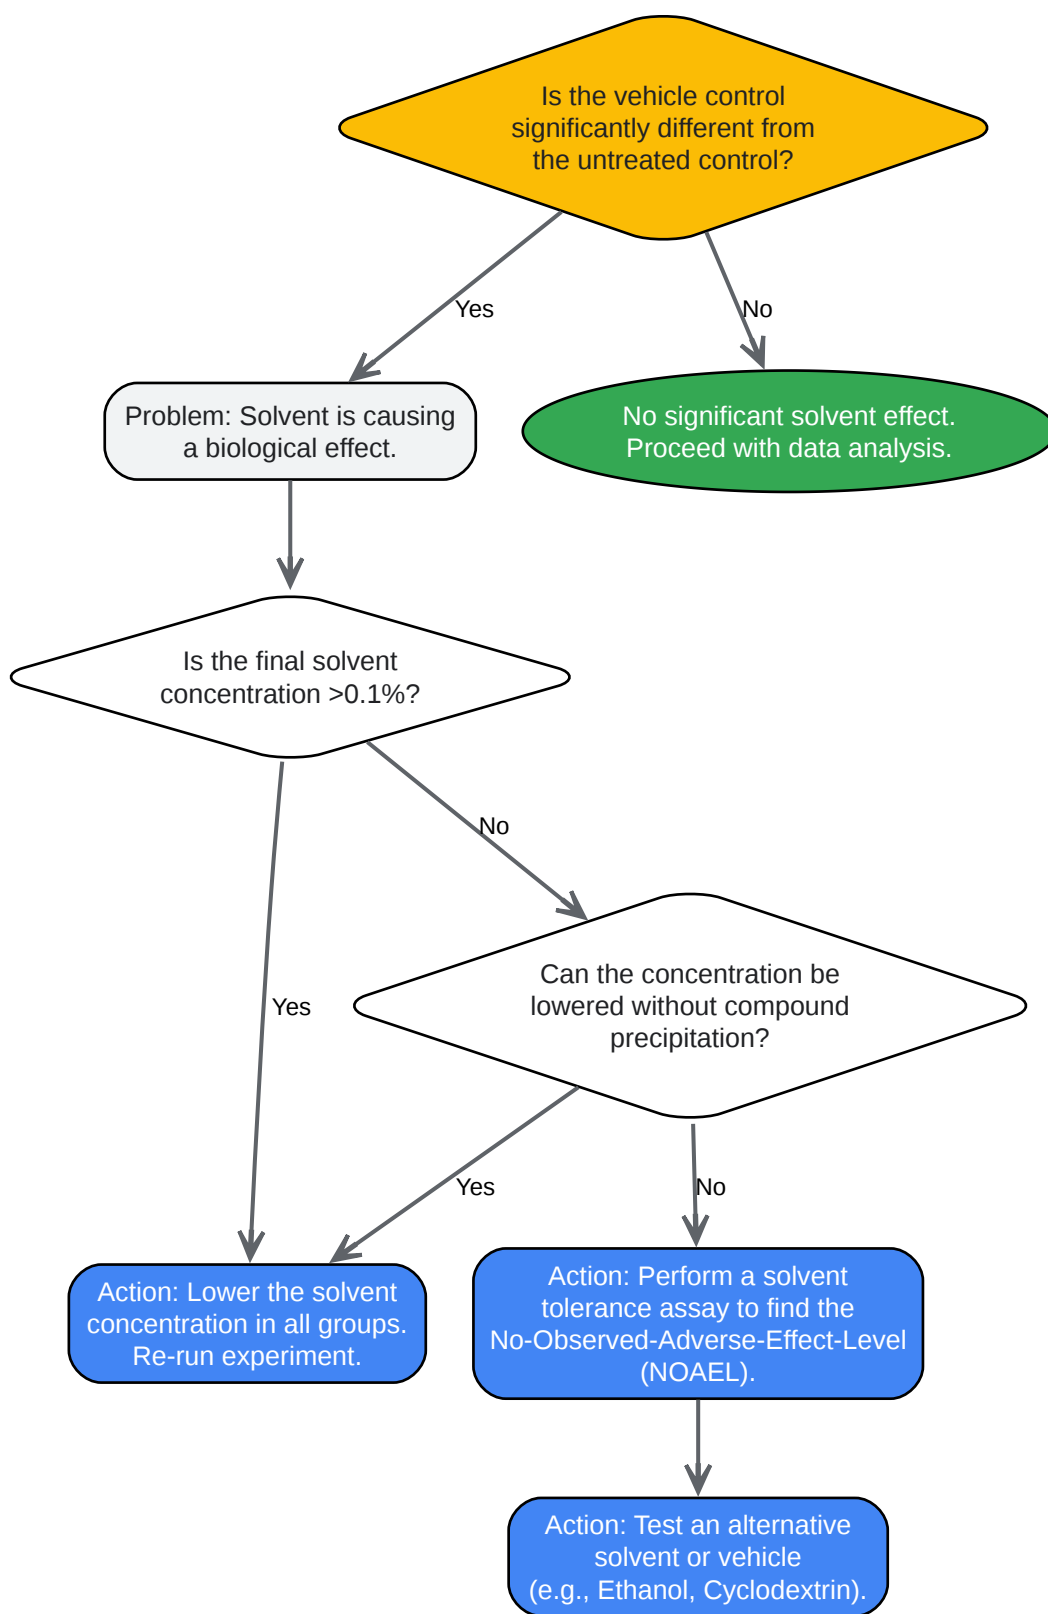 Is the vehicle control
significantly different from
the untreated control?
Yes
No
Problem: Solvent is causing
a biological effect.
No significant solvent effect.
Proceed with data analysis.
Is the final solvent
concentration >0.1%?
No
Can the concentration be
lowered without compound
precipitation?
Yes
Yes
No
Action: Lower the solvent
concentration in all groups.
Re-run experiment.
Action: Perform a solvent
tolerance assay to find the
No-Observed-Adverse-Effect-Level
(NOAEL).
Action: Test an alternative
solvent or vehicle
(e.g., Ethanol, Cyclodextrin).